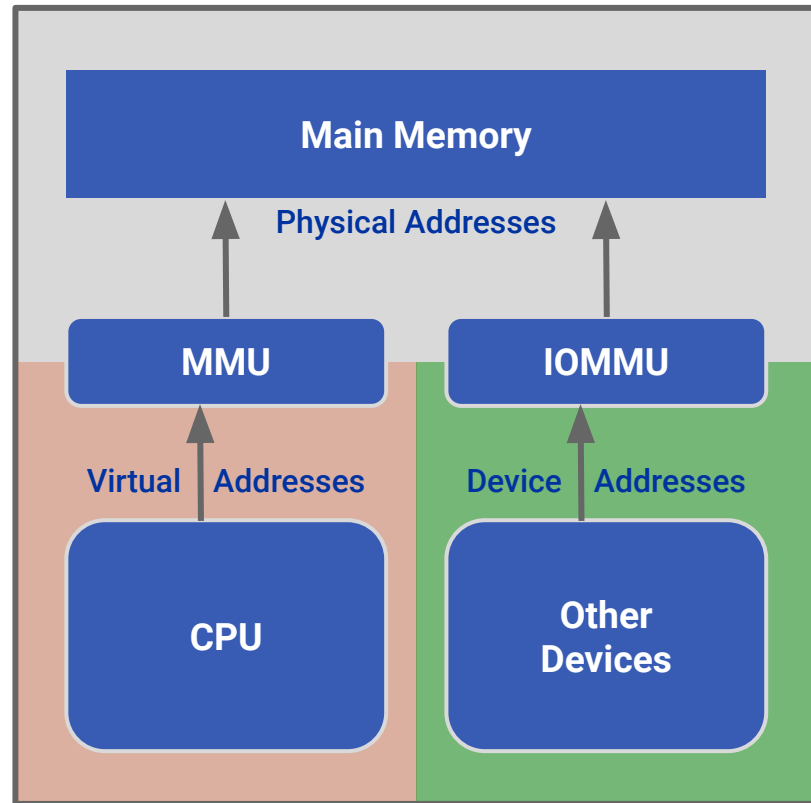 Main Memory
Physical Addresses
MMU
IOMMU
Virtual Addresses
Device Addresses
CPU
Other
Devices